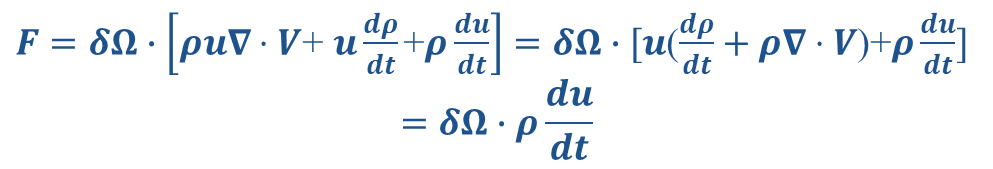 F = δΩ · [ρu∇ · V + u dρ/dt + ρ du/dt] = δΩ · [u(dρ/dt + ρ∇ · V) + ρ du/dt]
= δΩ · ρ du/dt